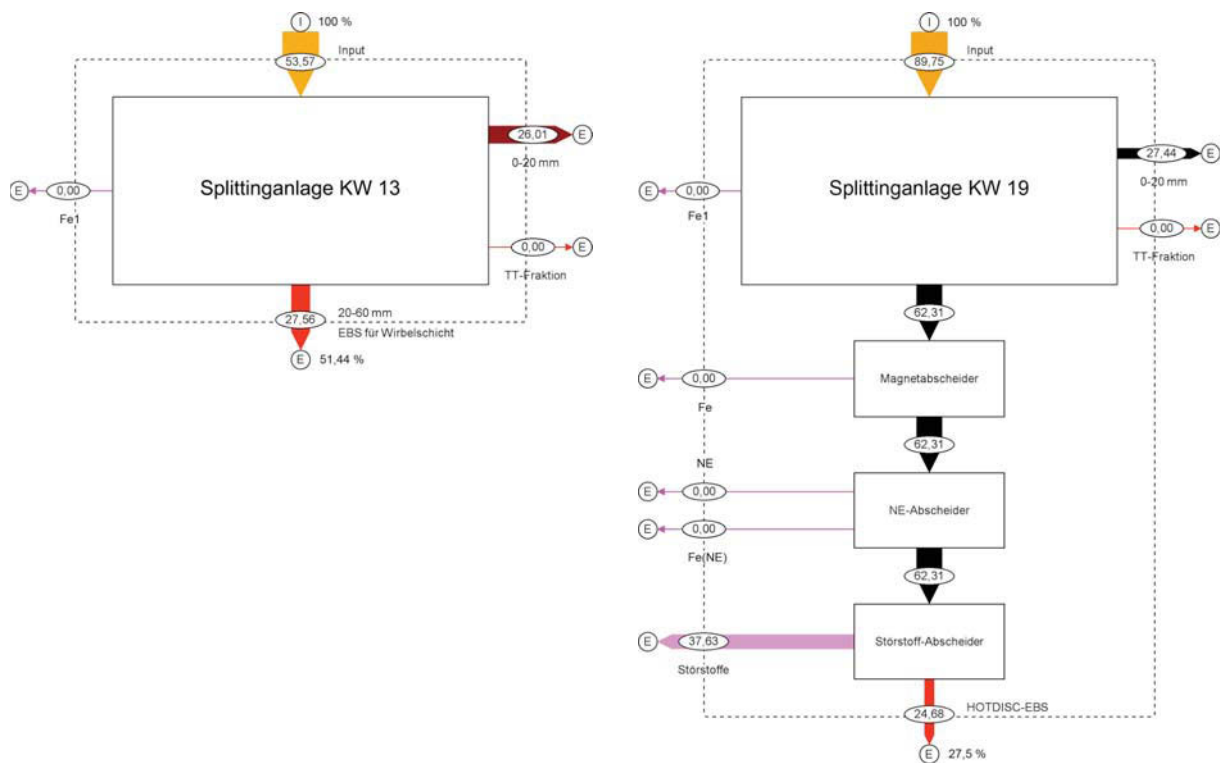 I 100 %
53,57 Input
26,01
E
0-20 mm
Splittinganlage KW 13
E 0,00
Fe1
0,00 E
TT-Fraktion
20-60 mm
27,56
EBS für Wirbelschicht
E 51,44 %
I 100 %
Input
89,75
27,44 E
0-20 mm
Splittinganlage KW 19
E 0,00
Fe1
0,00 E
TT-Fraktion
62,31
Magnetabscheider
E 0,00
Fe
62,31
NE
E 0,00
NE-Abscheider
E 0,00
Fe(NE)
62,31
Störstoff-Abscheider
E 37,63
Störstoffe
HOTDISC-EBS
24,68
E 27,5 %